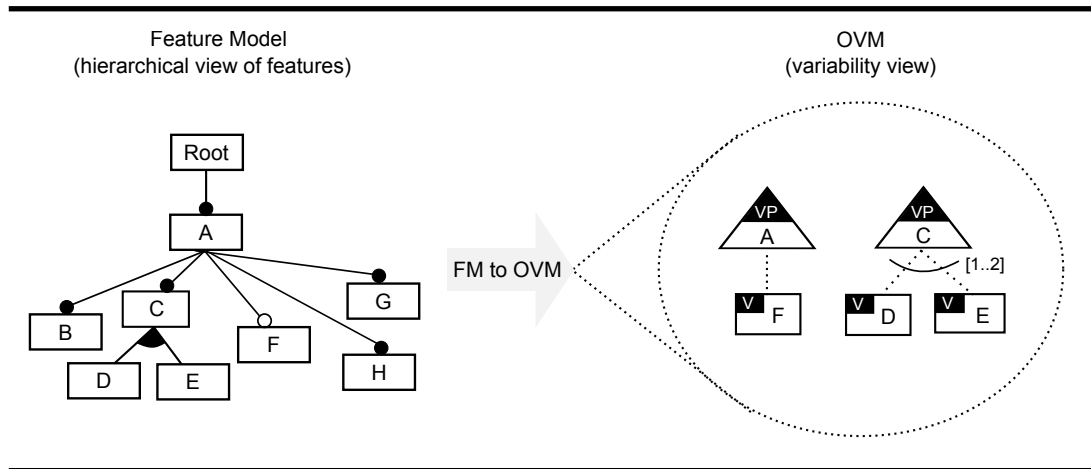 Feature Model
(hierarchical view of features)
OVM
(variability view)
Root
A
B
C
D
E
F
G
H
FM to OVM
VP
A
VP
C
[1..2]
V
F
V
D
V
E